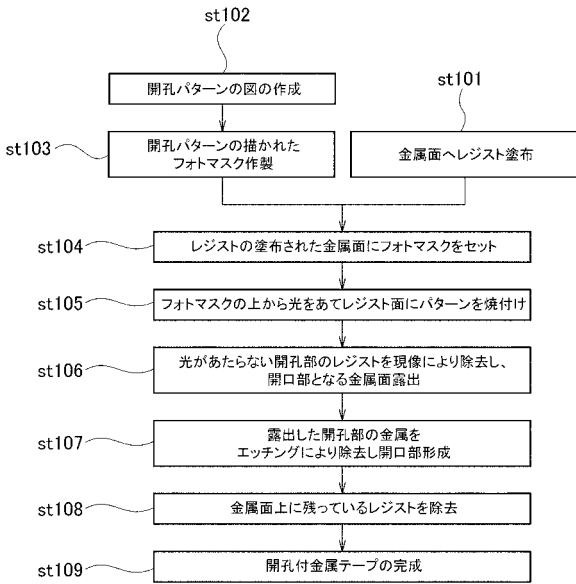 st102
開孔パターンの図の作成
st101
st103
開孔パターンの描かれた
フォトマスク作製
金属面へレジスト塗布
st104
レジストの塗布された金属面にフォトマスクをセット
st105
フォトマスクの上から光をあてレジスト面にパターンを焼付け
st106
光があたらない開孔部のレジストを現像により除去し、
開口部となる金属面露出
st107
露出した開孔部の金属を
エッチングにより除去し開口部形成
st108
金属面上に残っているレジストを除去
st109
開孔付金属テープの完成